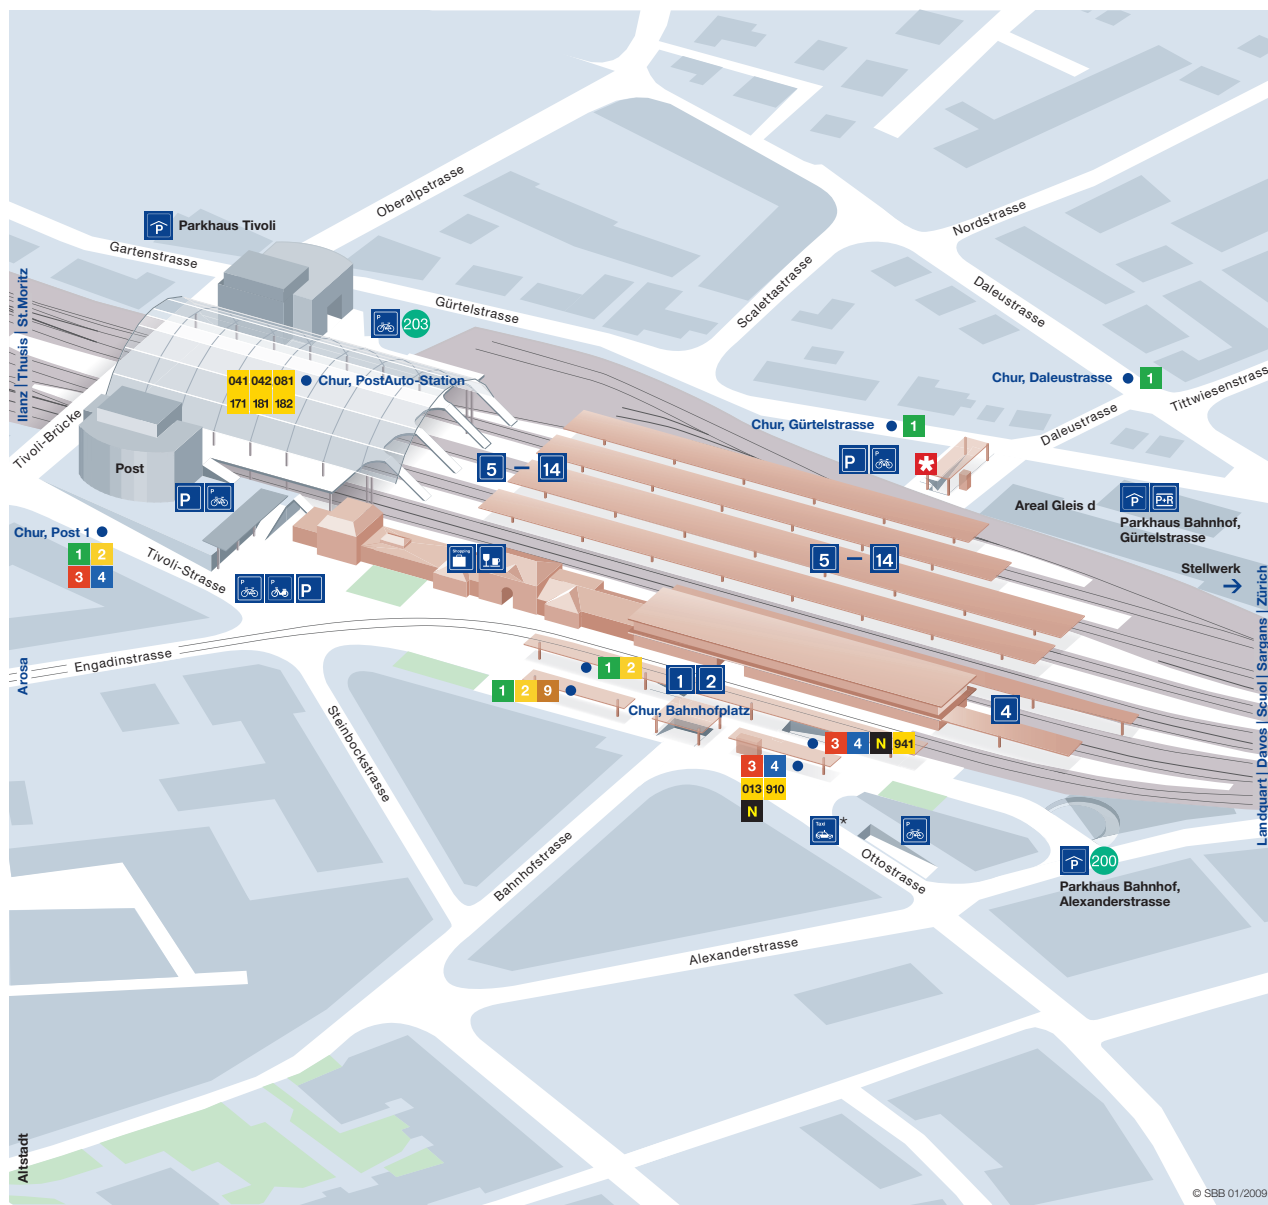 Oberalpstrasse
P
Parkhaus Tivoli
Gartenstrasse
Nordstrasse
Scalettastrasse
Daleustrasse
Ilanz | Thusis | St.Moritz
Gürtelstrasse
P
203
041 042 081
171 181 182
Chur, PostAuto-Station
Chur, Daleustrasse
1
Tittwiesenstrass
Chur, Gürtelstrasse
1
Daleustrasse
Tivoli-Brücke
Post
5 – 14
P
P
P
P
Areal Gleis d
P
P+R
Parkhaus Bahnhof,
Gürtelstrasse
Chur, Post 1
1 2
3 4
Tivoli-Strasse
P
P
P
Shopping
5 – 14
Stellwerk
Landquart | Davos | Scuol | Sargans | Zürich
Arosa
Engadinstrasse
1 2
1 2 9
1 2
Chur, Bahnhofplatz
4
3 4 N 941
3 4
013 910
N
Steinbockstrasse
Bahnhofstrasse
Taxi
*
P
Ottostrasse
P
200
Parkhaus Bahnhof,
Alexanderstrasse
Alexanderstrasse
Altstadt
© SBB 01/2009